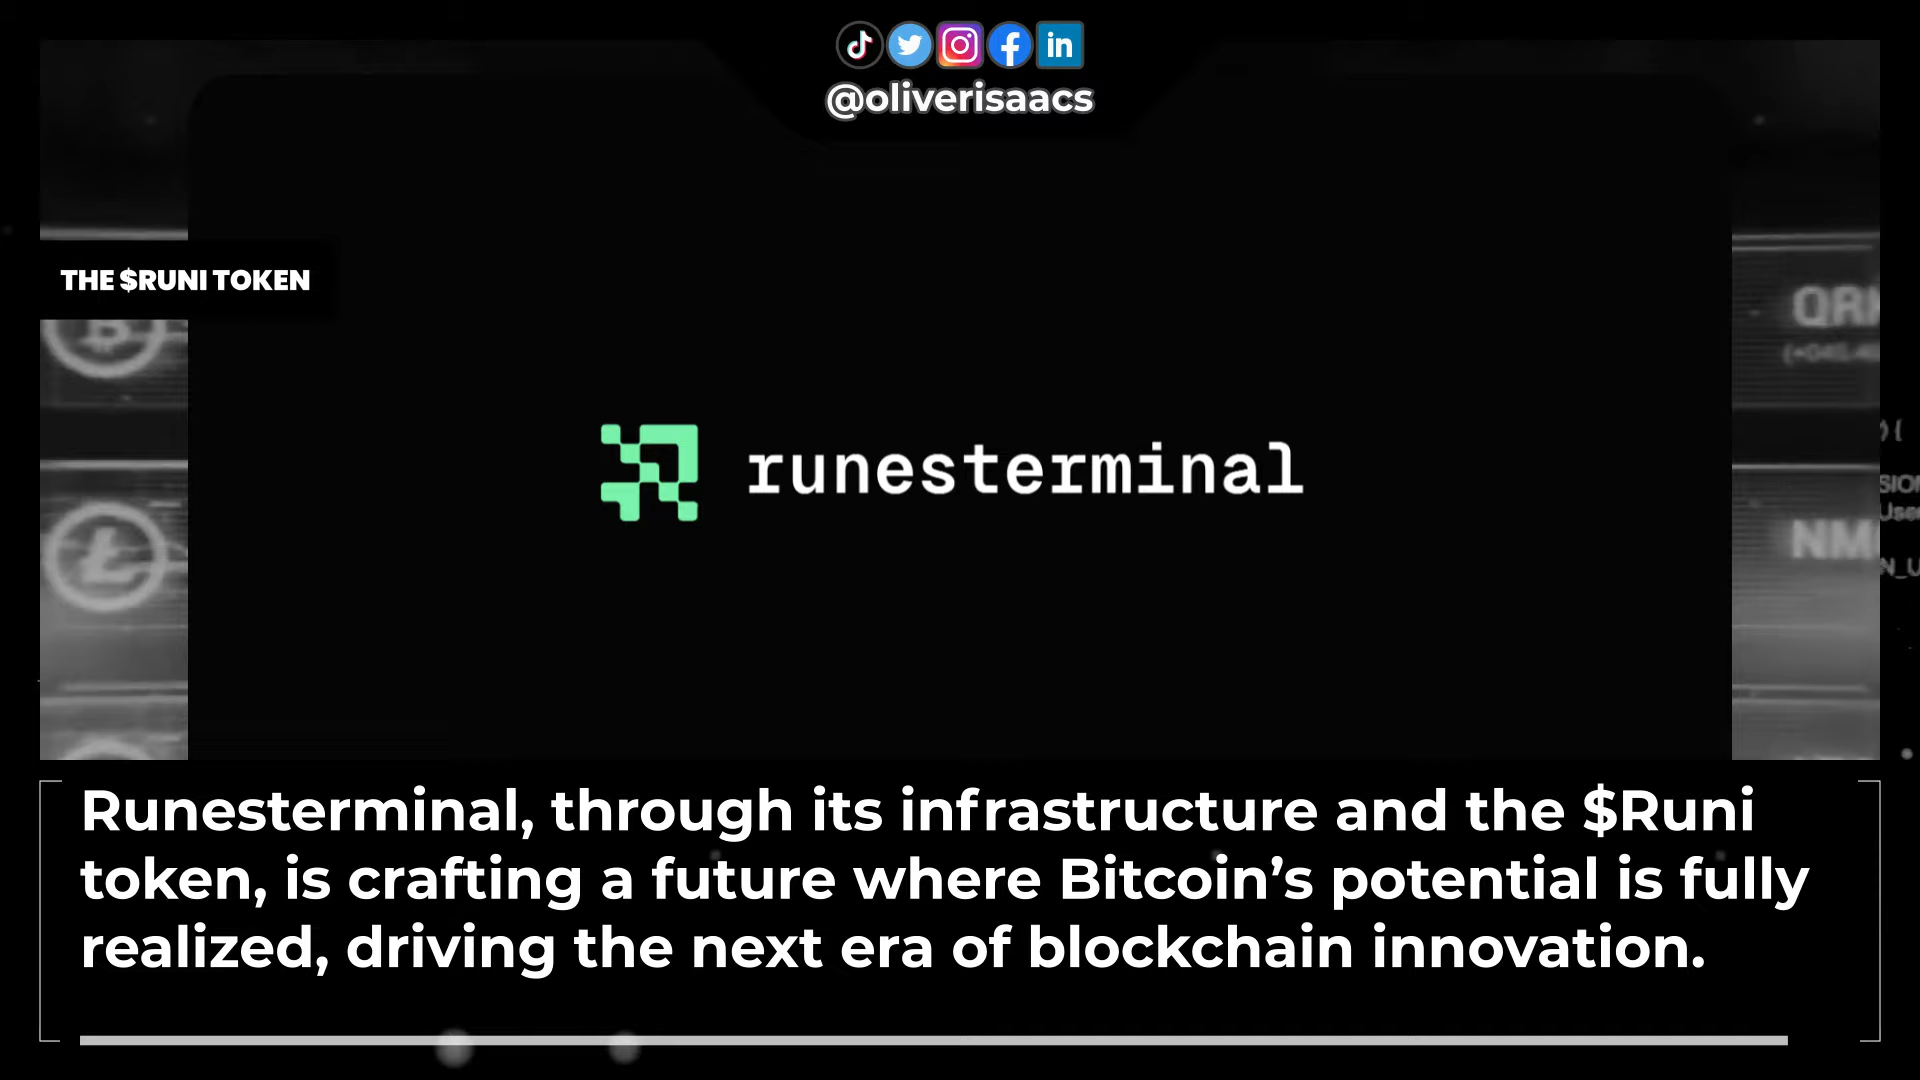 @oliverisaacs
THE $RUNI TOKEN
runesterminal
Runesterminal, through its infrastructure and the $Runi
token, is crafting a future where Bitcoin’s potential is fully
realized, driving the next era of blockchain innovation.